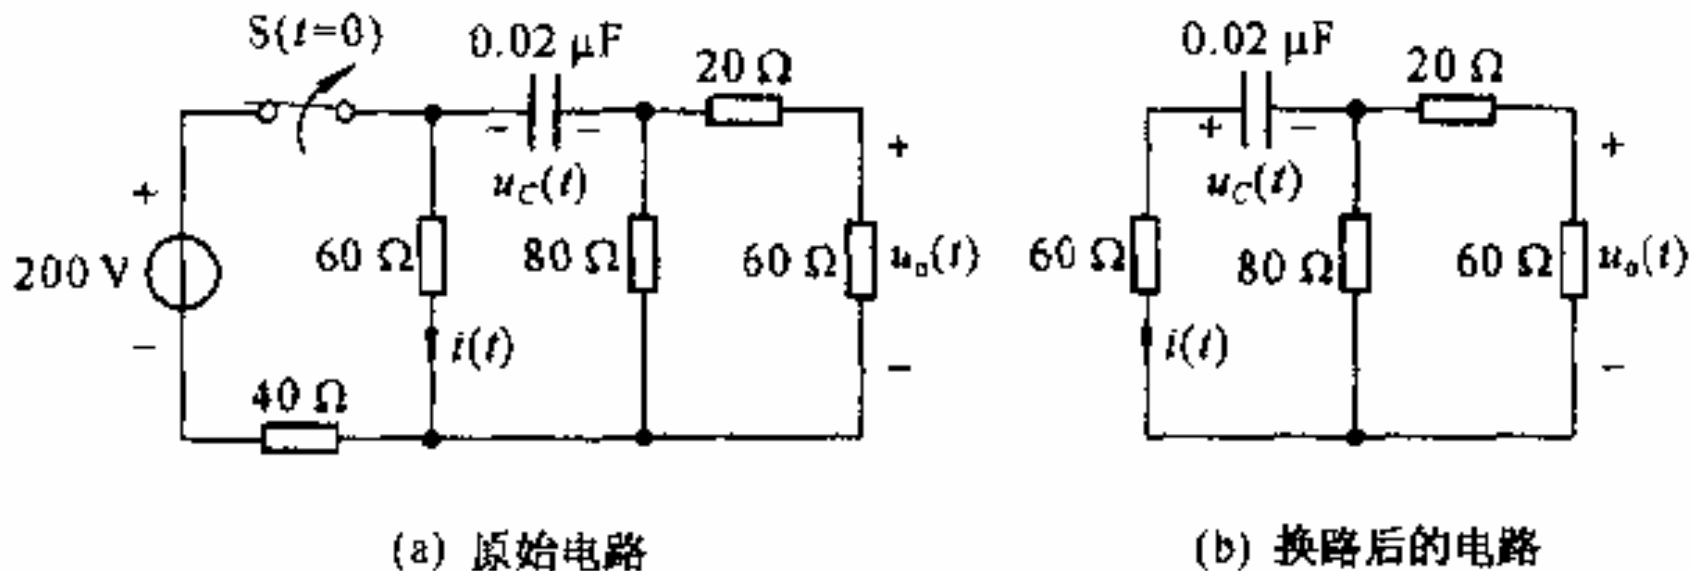 S(t=0)
0.02 μF
20 Ω
+
200 V
−
60 Ω
i(t)
− −
u_C(t)
80 Ω
60 Ω
+
u_o(t)
−
40 Ω
(a) 原始电路
0.02 μF
20 Ω
+ −
u_C(t)
60 Ω
i(t)
80 Ω
60 Ω
+
u_o(t)
−
(b) 换路后的电路